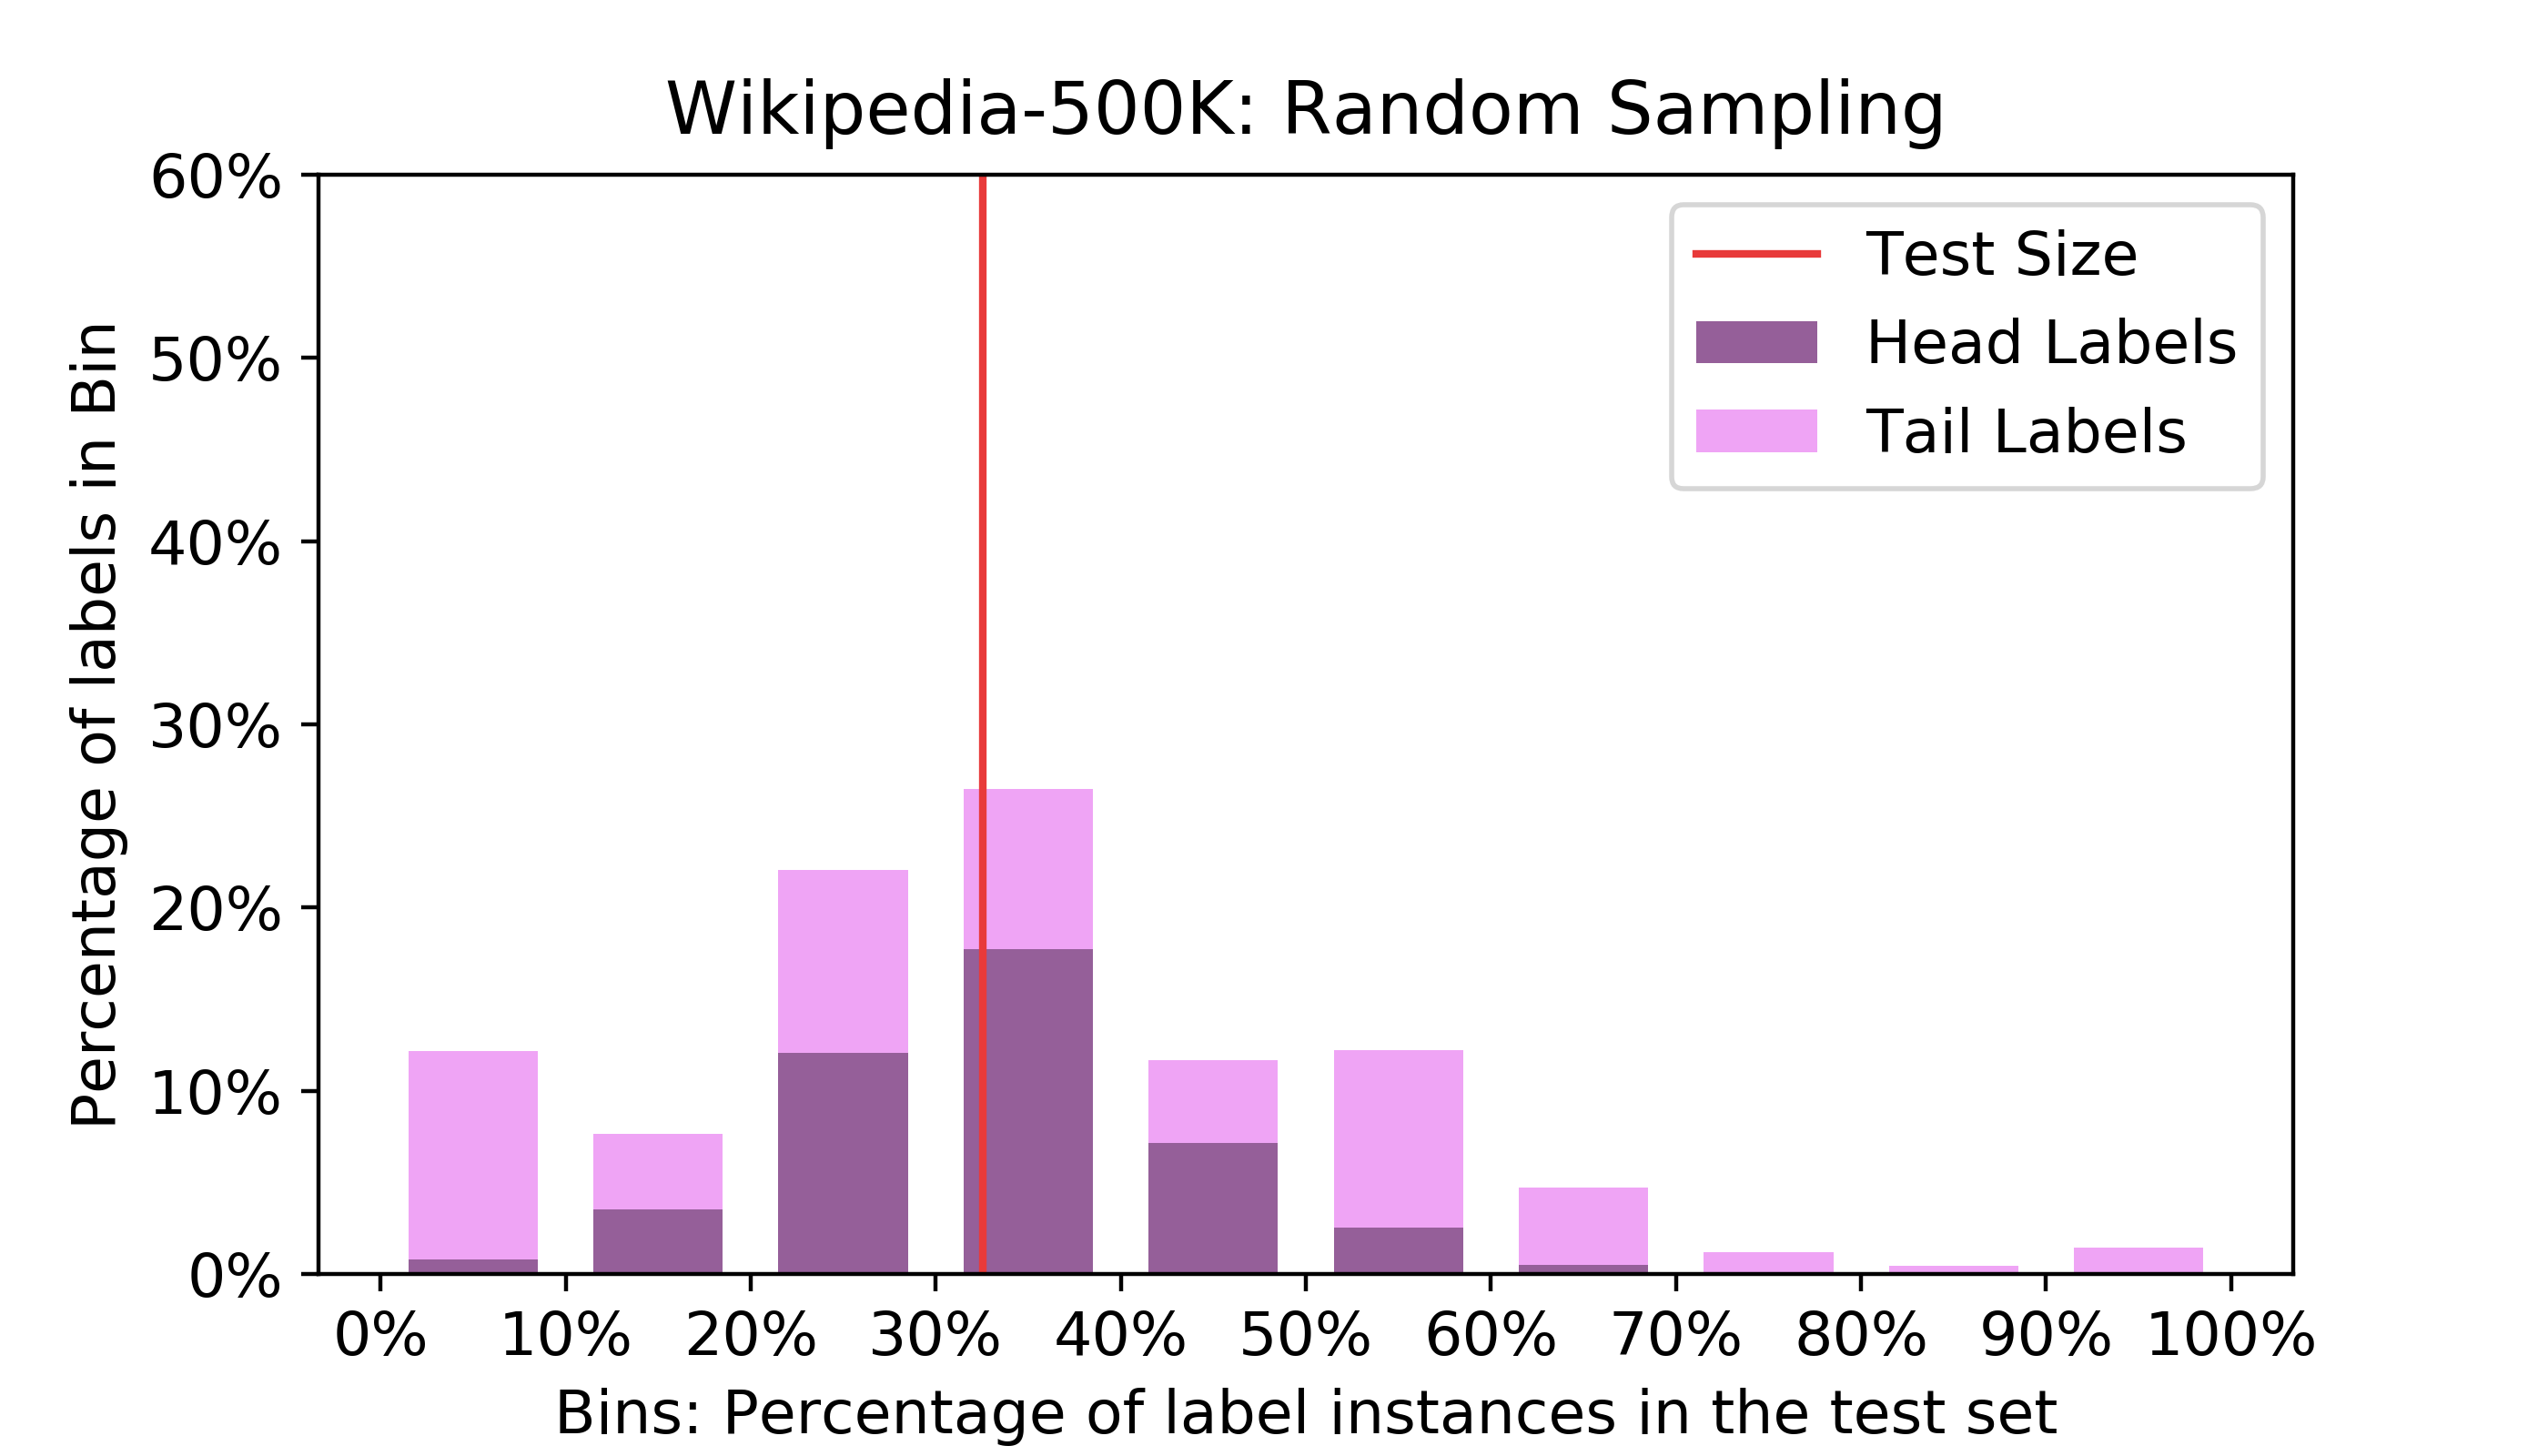 Wikipedia-500K: Random Sampling
60%
50%
40%
30%
20%
10%
0%
Percentage of labels in Bin
Test Size
Head Labels
Tail Labels
0% 10% 20% 30% 40% 50% 60% 70% 80% 90% 100%
Bins: Percentage of label instances in the test set